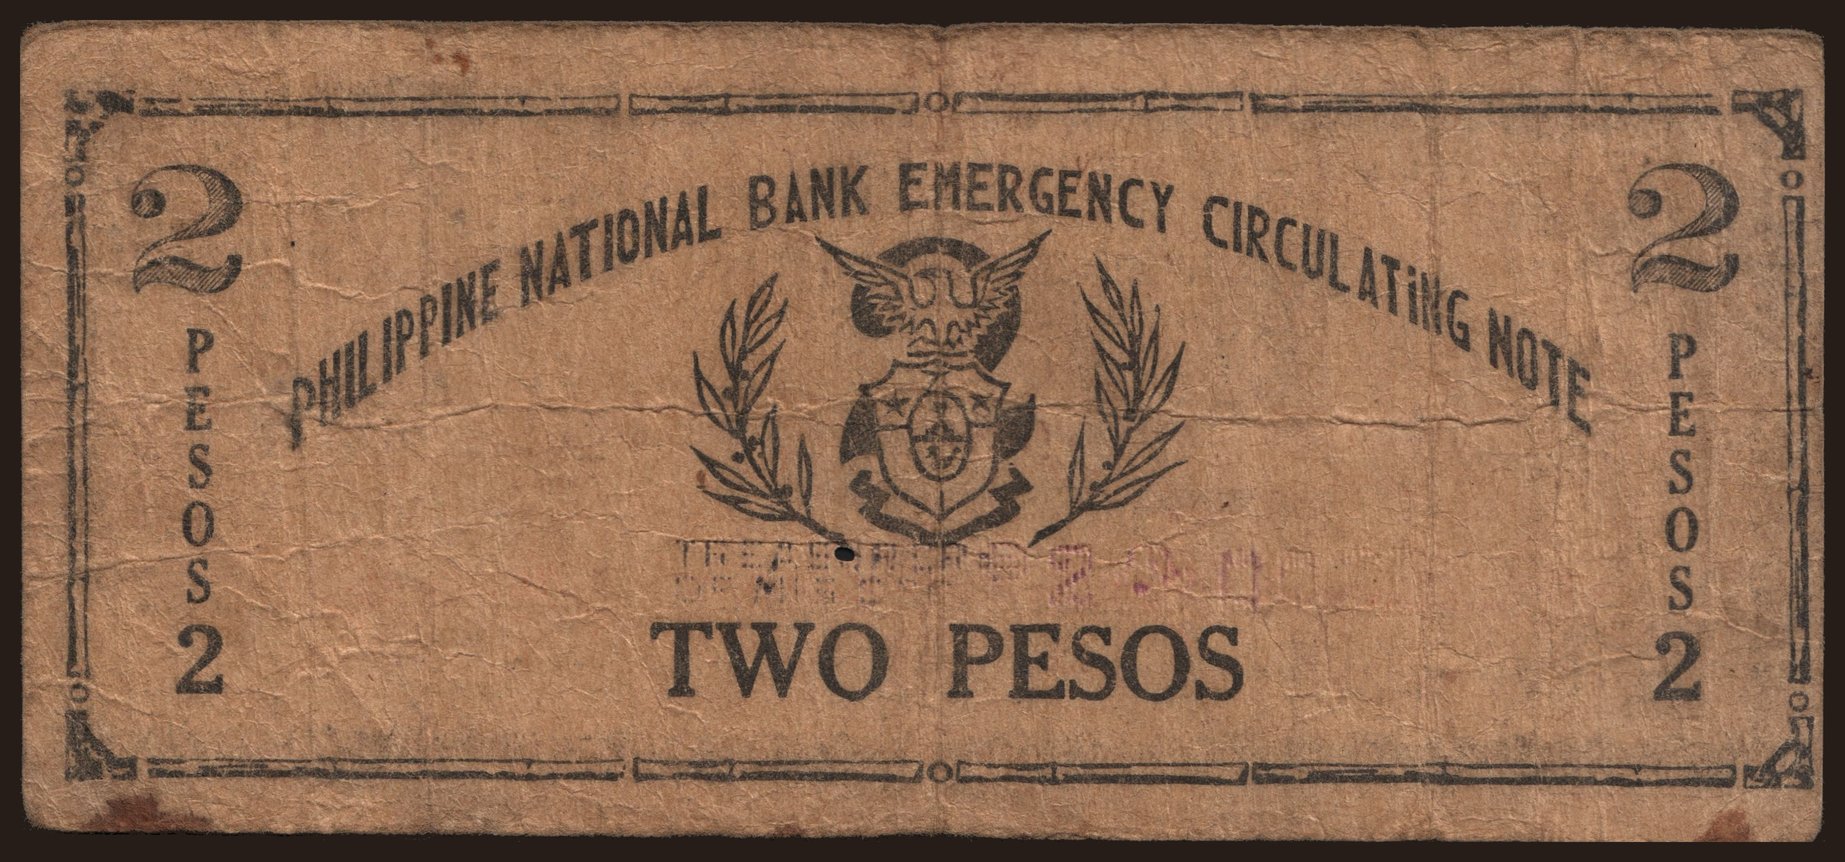 PHILIPPINE NATIONAL BANK EMERGENCY CIRCULATING NOTE
2
PESOS
2
2
PESOS
2
TWO PESOS